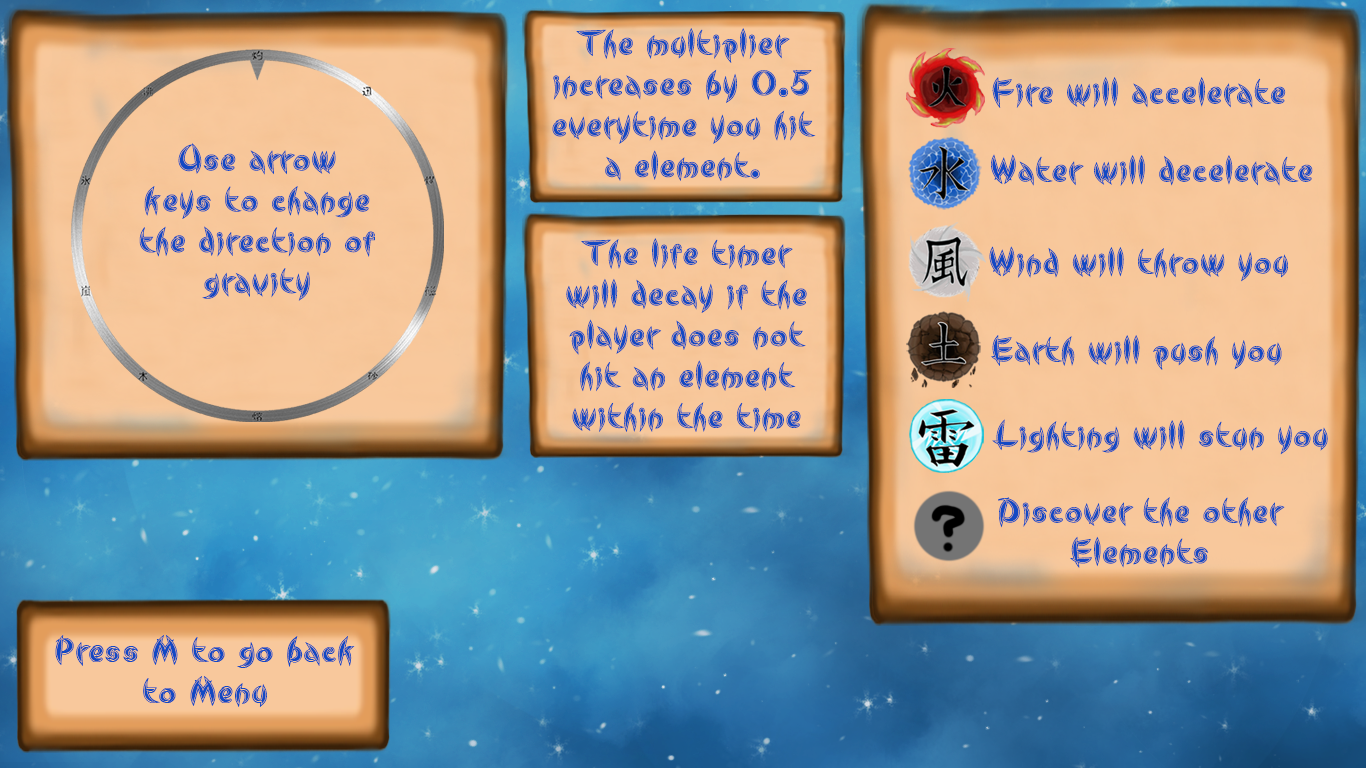 Use arrow
keys to change
the direction of
gravity
The multiplier
increases by 0.5
everytime you hit
a element.
The life timer
will decay if the
player does not
hit an element
within the time
火 Fire will accelerate
水 Water will decelerate
風 Wind will throw you
土 Earth will push you
雷 Lighting will stun you
? Discover the other
Elements
Press M to go back
to Menu